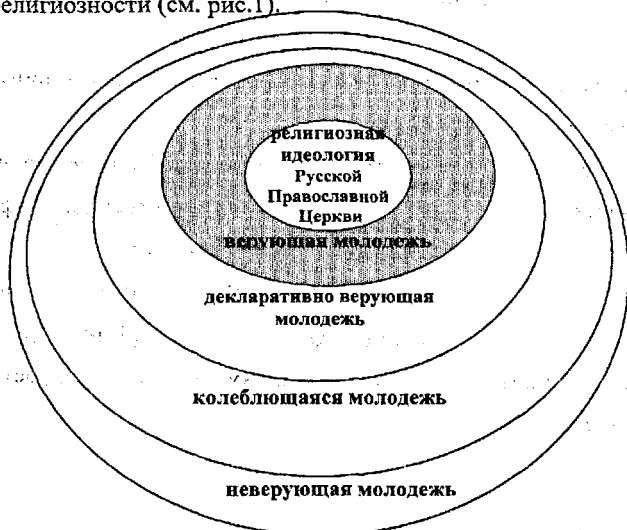 елигиозности (см. рис.1).
религиозная
идеология
Русской
Православной
Церкви
верующая молодежь
декларативно верующая
молодежь
колеблющаяся молодежь
неверующая молодежь